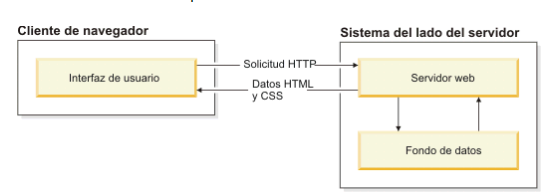 Cliente de navegador
Sistema del lado del servidor
Interfaz de usuario
Solicitud HTTP
Datos HTML
y CSS
Servidor web
Fondo de datos